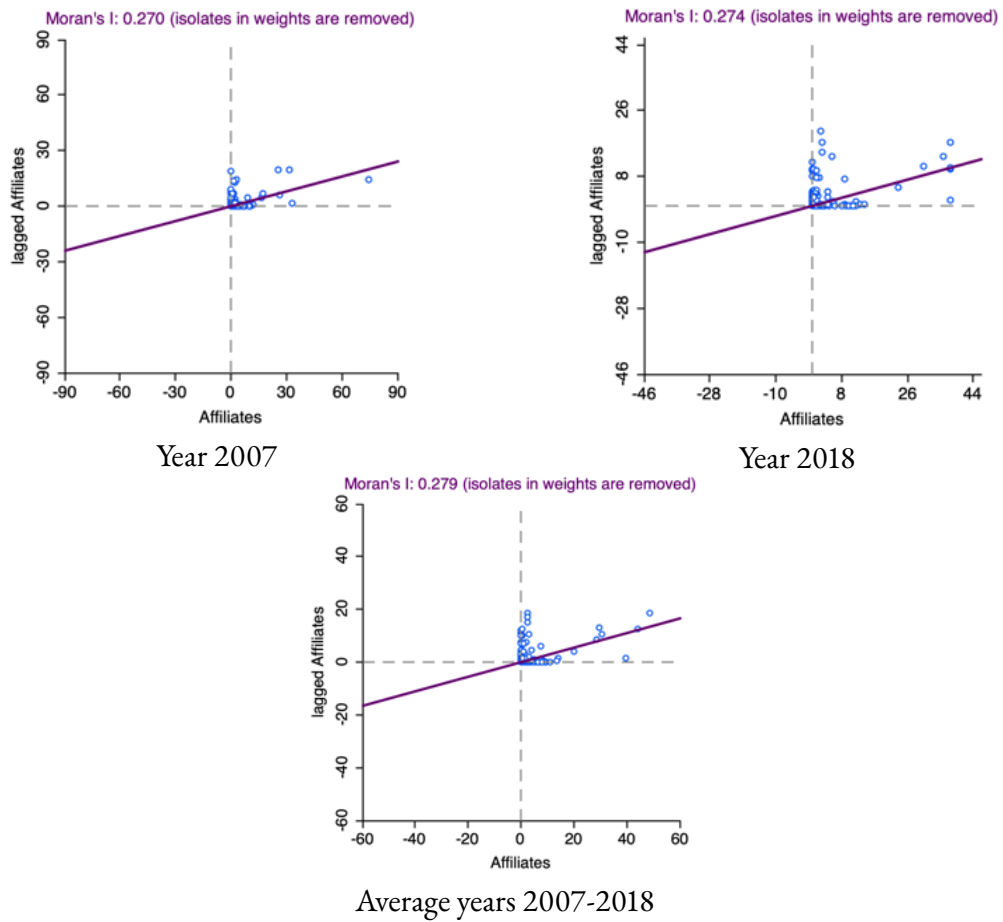 Moran's I: 0.270 (isolates in weights are removed)
90
60
30
0
-30
-60
-90
lagged Affiliates
-90 -60 -30 0 30 60 90
Affiliates
Year 2007
Moran's I: 0.274 (isolates in weights are removed)
44
26
8
-10
-28
-46
lagged Affiliates
-46 -28 -10 8 26 44
Affiliates
Year 2018
Moran's I: 0.279 (isolates in weights are removed)
60
40
20
0
-20
-40
-60
lagged Affiliates
-60 -40 -20 0 20 40 60
Affiliates
Average years 2007-2018